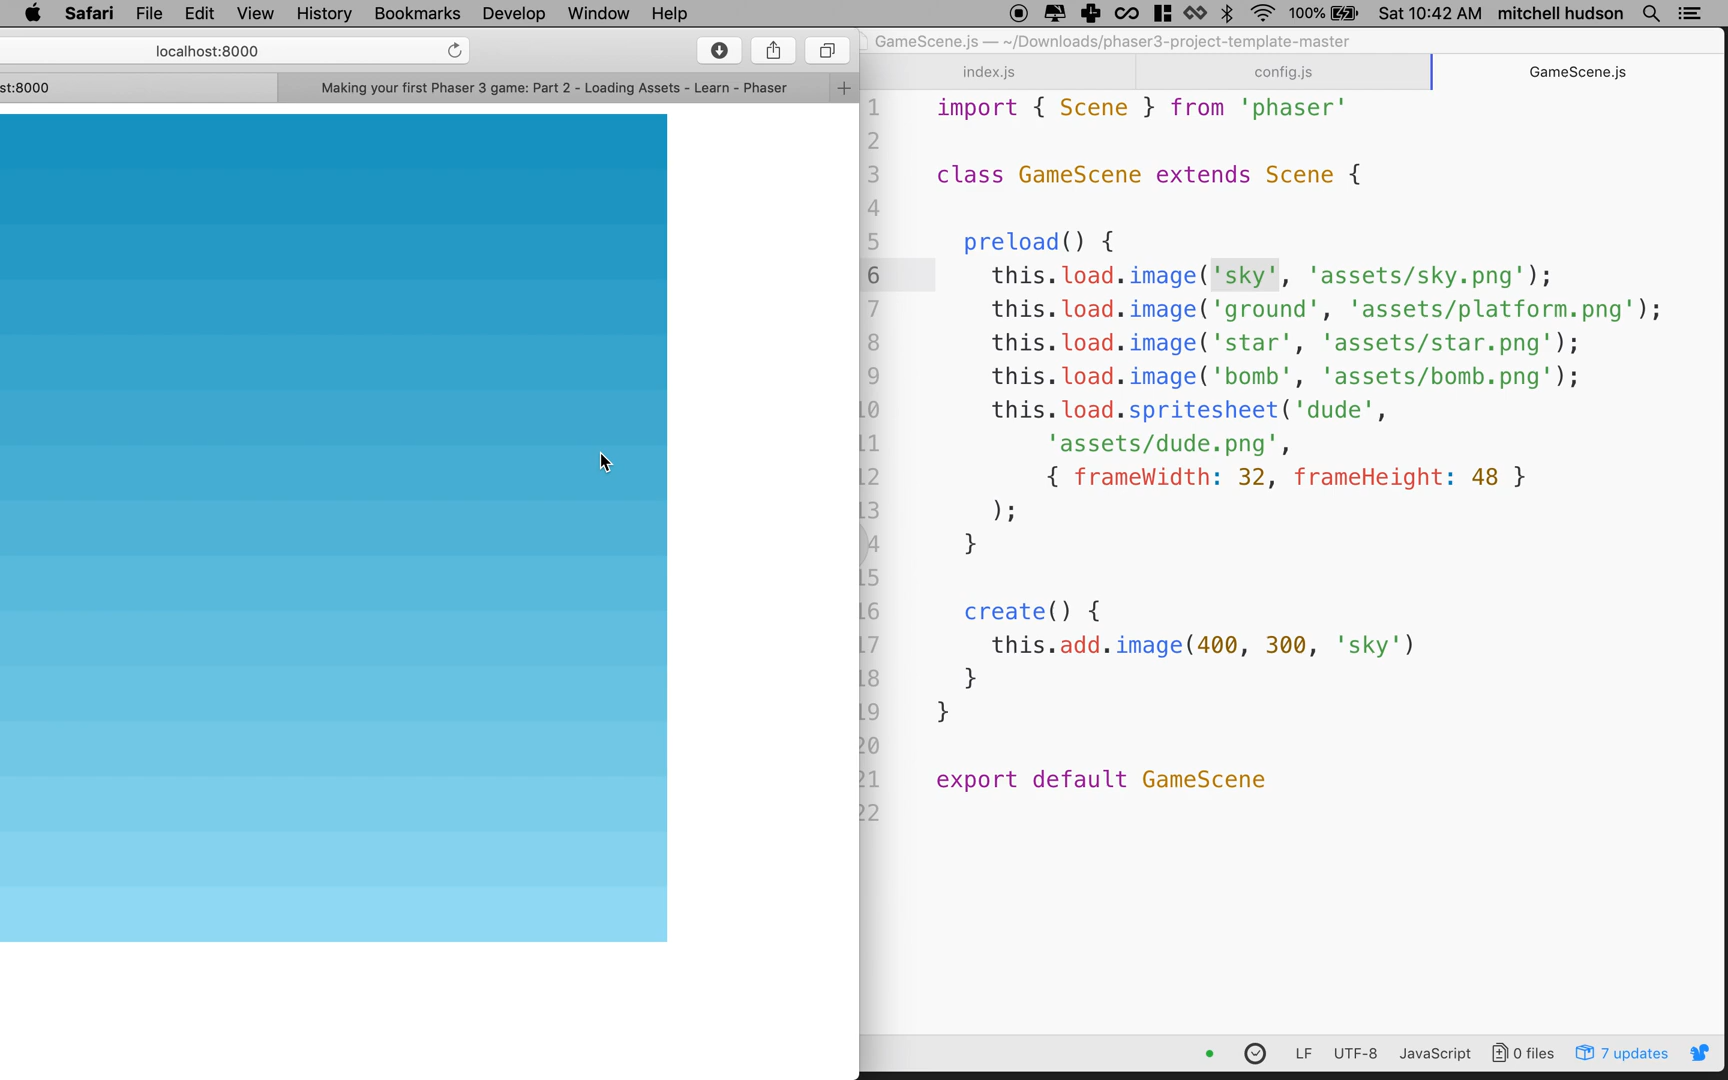 Safari File Edit View History Bookmarks Develop Window Help 100% Sat 10:42 AM mitchell hudson
localhost:8000
st:8000 Making your first Phaser 3 game: Part 2 - Loading Assets - Learn - Phaser +
GameScene.js — ~/Downloads/phaser3-project-template-master
index.js config.js GameScene.js
1 import { Scene } from 'phaser'
2
3 class GameScene extends Scene {
4
5 preload() {
6 this.load.image('sky', 'assets/sky.png');
7 this.load.image('ground', 'assets/platform.png');
8 this.load.image('star', 'assets/star.png');
9 this.load.image('bomb', 'assets/bomb.png');
10 this.load.spritesheet('dude',
11 'assets/dude.png',
12 { frameWidth: 32, frameHeight: 48 }
13 );
14 }
15
16 create() {
17 this.add.image(400, 300, 'sky')
18 }
19 }
20
21 export default GameScene
22
LF UTF-8 JavaScript 0 files 7 updates